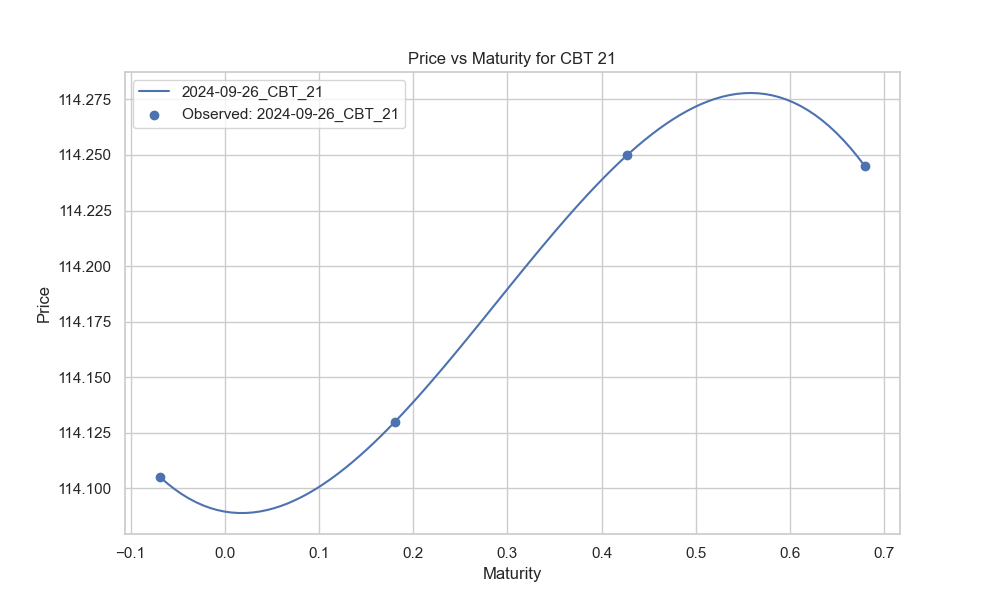 Price vs Maturity for CBT 21
2024-09-26_CBT_21
Observed: 2024-09-26_CBT_21
Price
114.275
114.250
114.225
114.200
114.175
114.150
114.125
114.100
−0.1 0.0 0.1 0.2 0.3 0.4 0.5 0.6 0.7
Maturity